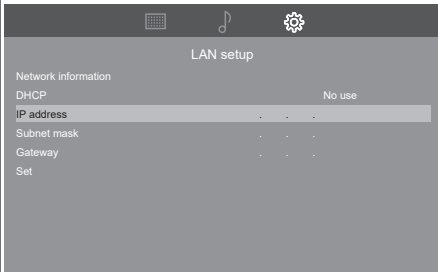 LAN setup
Network information
DHCP No use
IP address . . .
Subnet mask . . .
Gateway . . .
Set